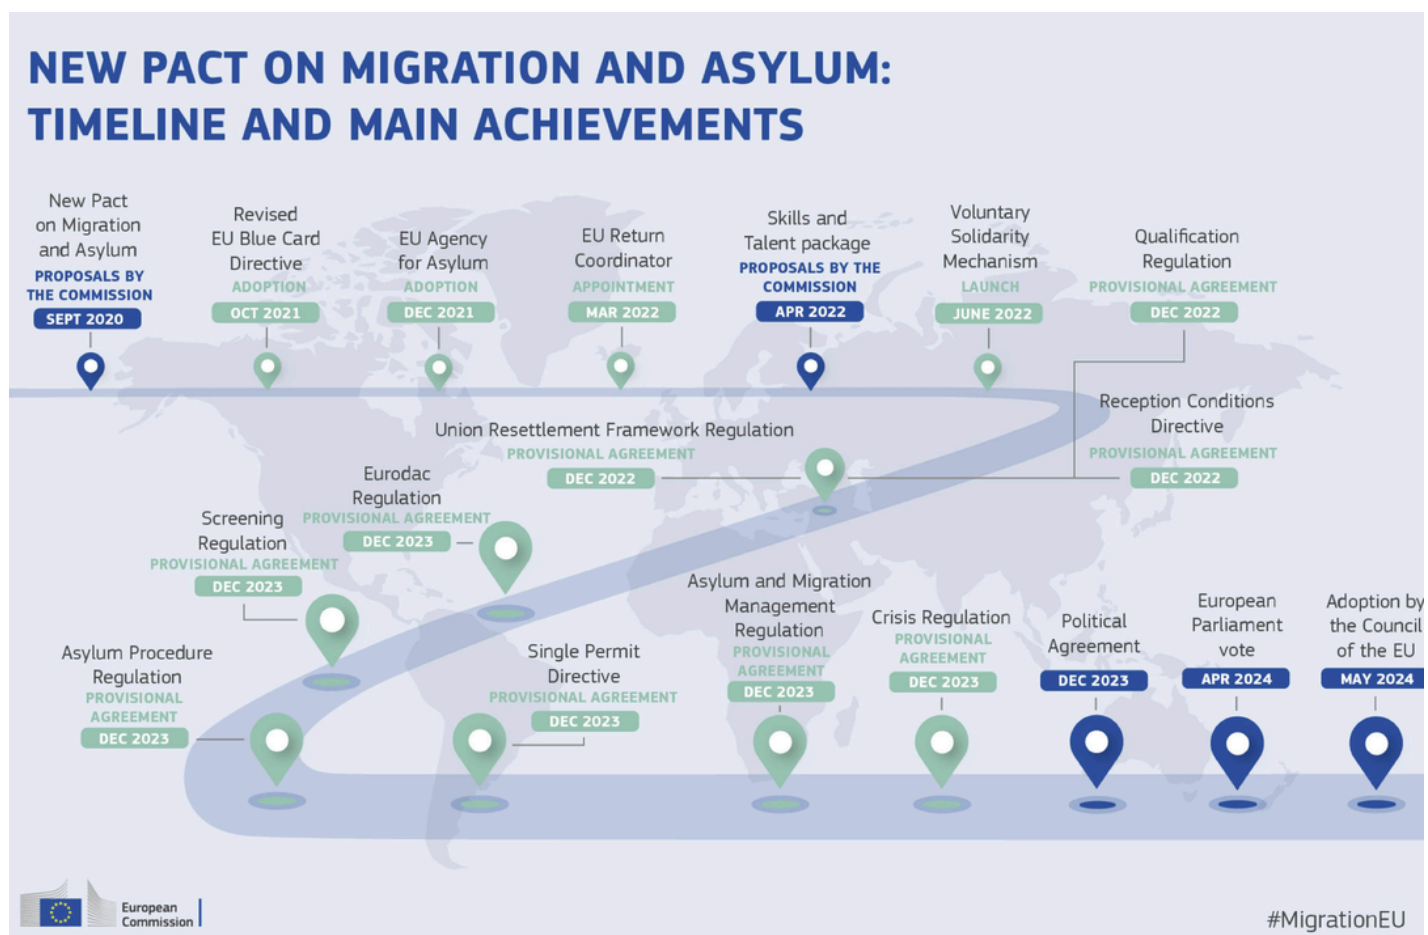 NEW PACT ON MIGRATION AND ASYLUM:
TIMELINE AND MAIN ACHIEVEMENTS
New Pact
on Migration
and Asylum
PROPOSALS BY
THE COMMISSION
SEPT 2020
Revised
EU Blue Card
Directive
ADOPTION
OCT 2021
EU Agency
for Asylum
ADOPTION
DEC 2021
EU Return
Coordinator
APPOINTMENT
MAR 2022
Skills and
Talent package
PROPOSALS BY THE
COMMISSION
APR 2022
Voluntary
Solidarity
Mechanism
LAUNCH
JUNE 2022
Qualification
Regulation
PROVISIONAL AGREEMENT
DEC 2022
Reception Conditions
Directive
PROVISIONAL AGREEMENT
DEC 2022
Union Resettlement Framework Regulation
PROVISIONAL AGREEMENT
DEC 2022
Eurodac
Regulation
PROVISIONAL AGREEMENT
DEC 2023
Screening
Regulation
PROVISIONAL AGREEMENT
DEC 2023
Asylum Procedure
Regulation
PROVISIONAL
AGREEMENT
DEC 2023
Single Permit
Directive
PROVISIONAL AGREEMENT
DEC 2023
Asylum and Migration
Management
Regulation
PROVISIONAL
AGREEMENT
DEC 2023
Crisis Regulation
PROVISIONAL
AGREEMENT
DEC 2023
Political
Agreement
DEC 2023
European
Parliament
vote
APR 2024
Adoption by
the Council
of the EU
MAY 2024
European
Commission
#MigrationEU